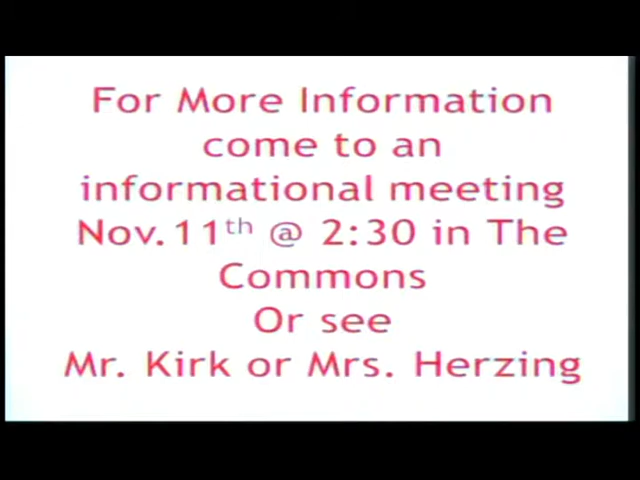 For More Information
come to an
informational meeting
Nov.11th @ 2:30 in The
Commons
Or see
Mr. Kirk or Mrs. Herzing